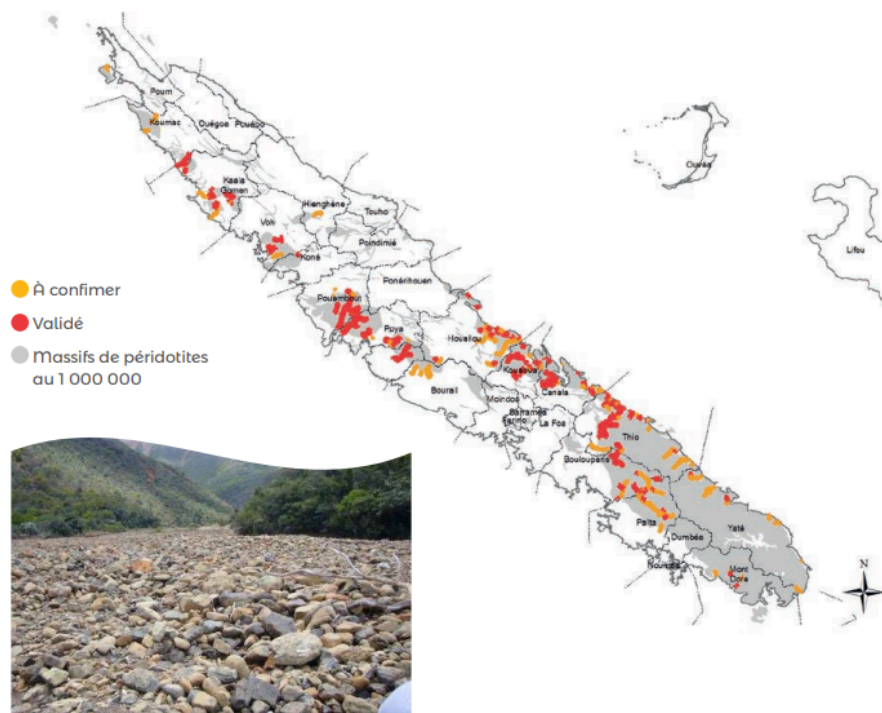 Poum
Koumac
Ouégoa
Pouébo
Ouvéa
Kaala
Gomen
Hienghène
Touho
Lifou
Voh
Poindimié
Koné
Ponérihouen
À confimer
Pouembout
Validé
Poya
Houaïlou
Massifs de péridotites
au 1 000 000
Kouaoua
Bourail
Canala
Moindou
Sarraméa
Farino
La Foa
Thio
Boulouparis
Païta
Yaté
Dumbéa
Nouméa
Mont
Dore
N